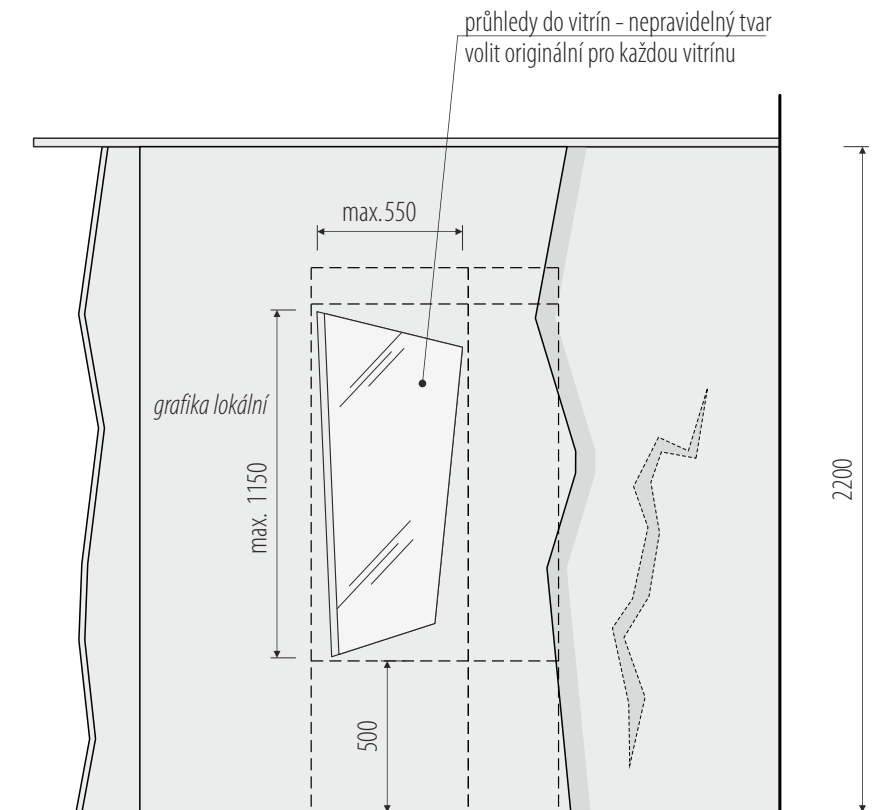 průhledy do vitrín - nepravidelný tvar
volit originální pro každou vitrínu
max.550
grafika lokální
max. 1150
2200
500